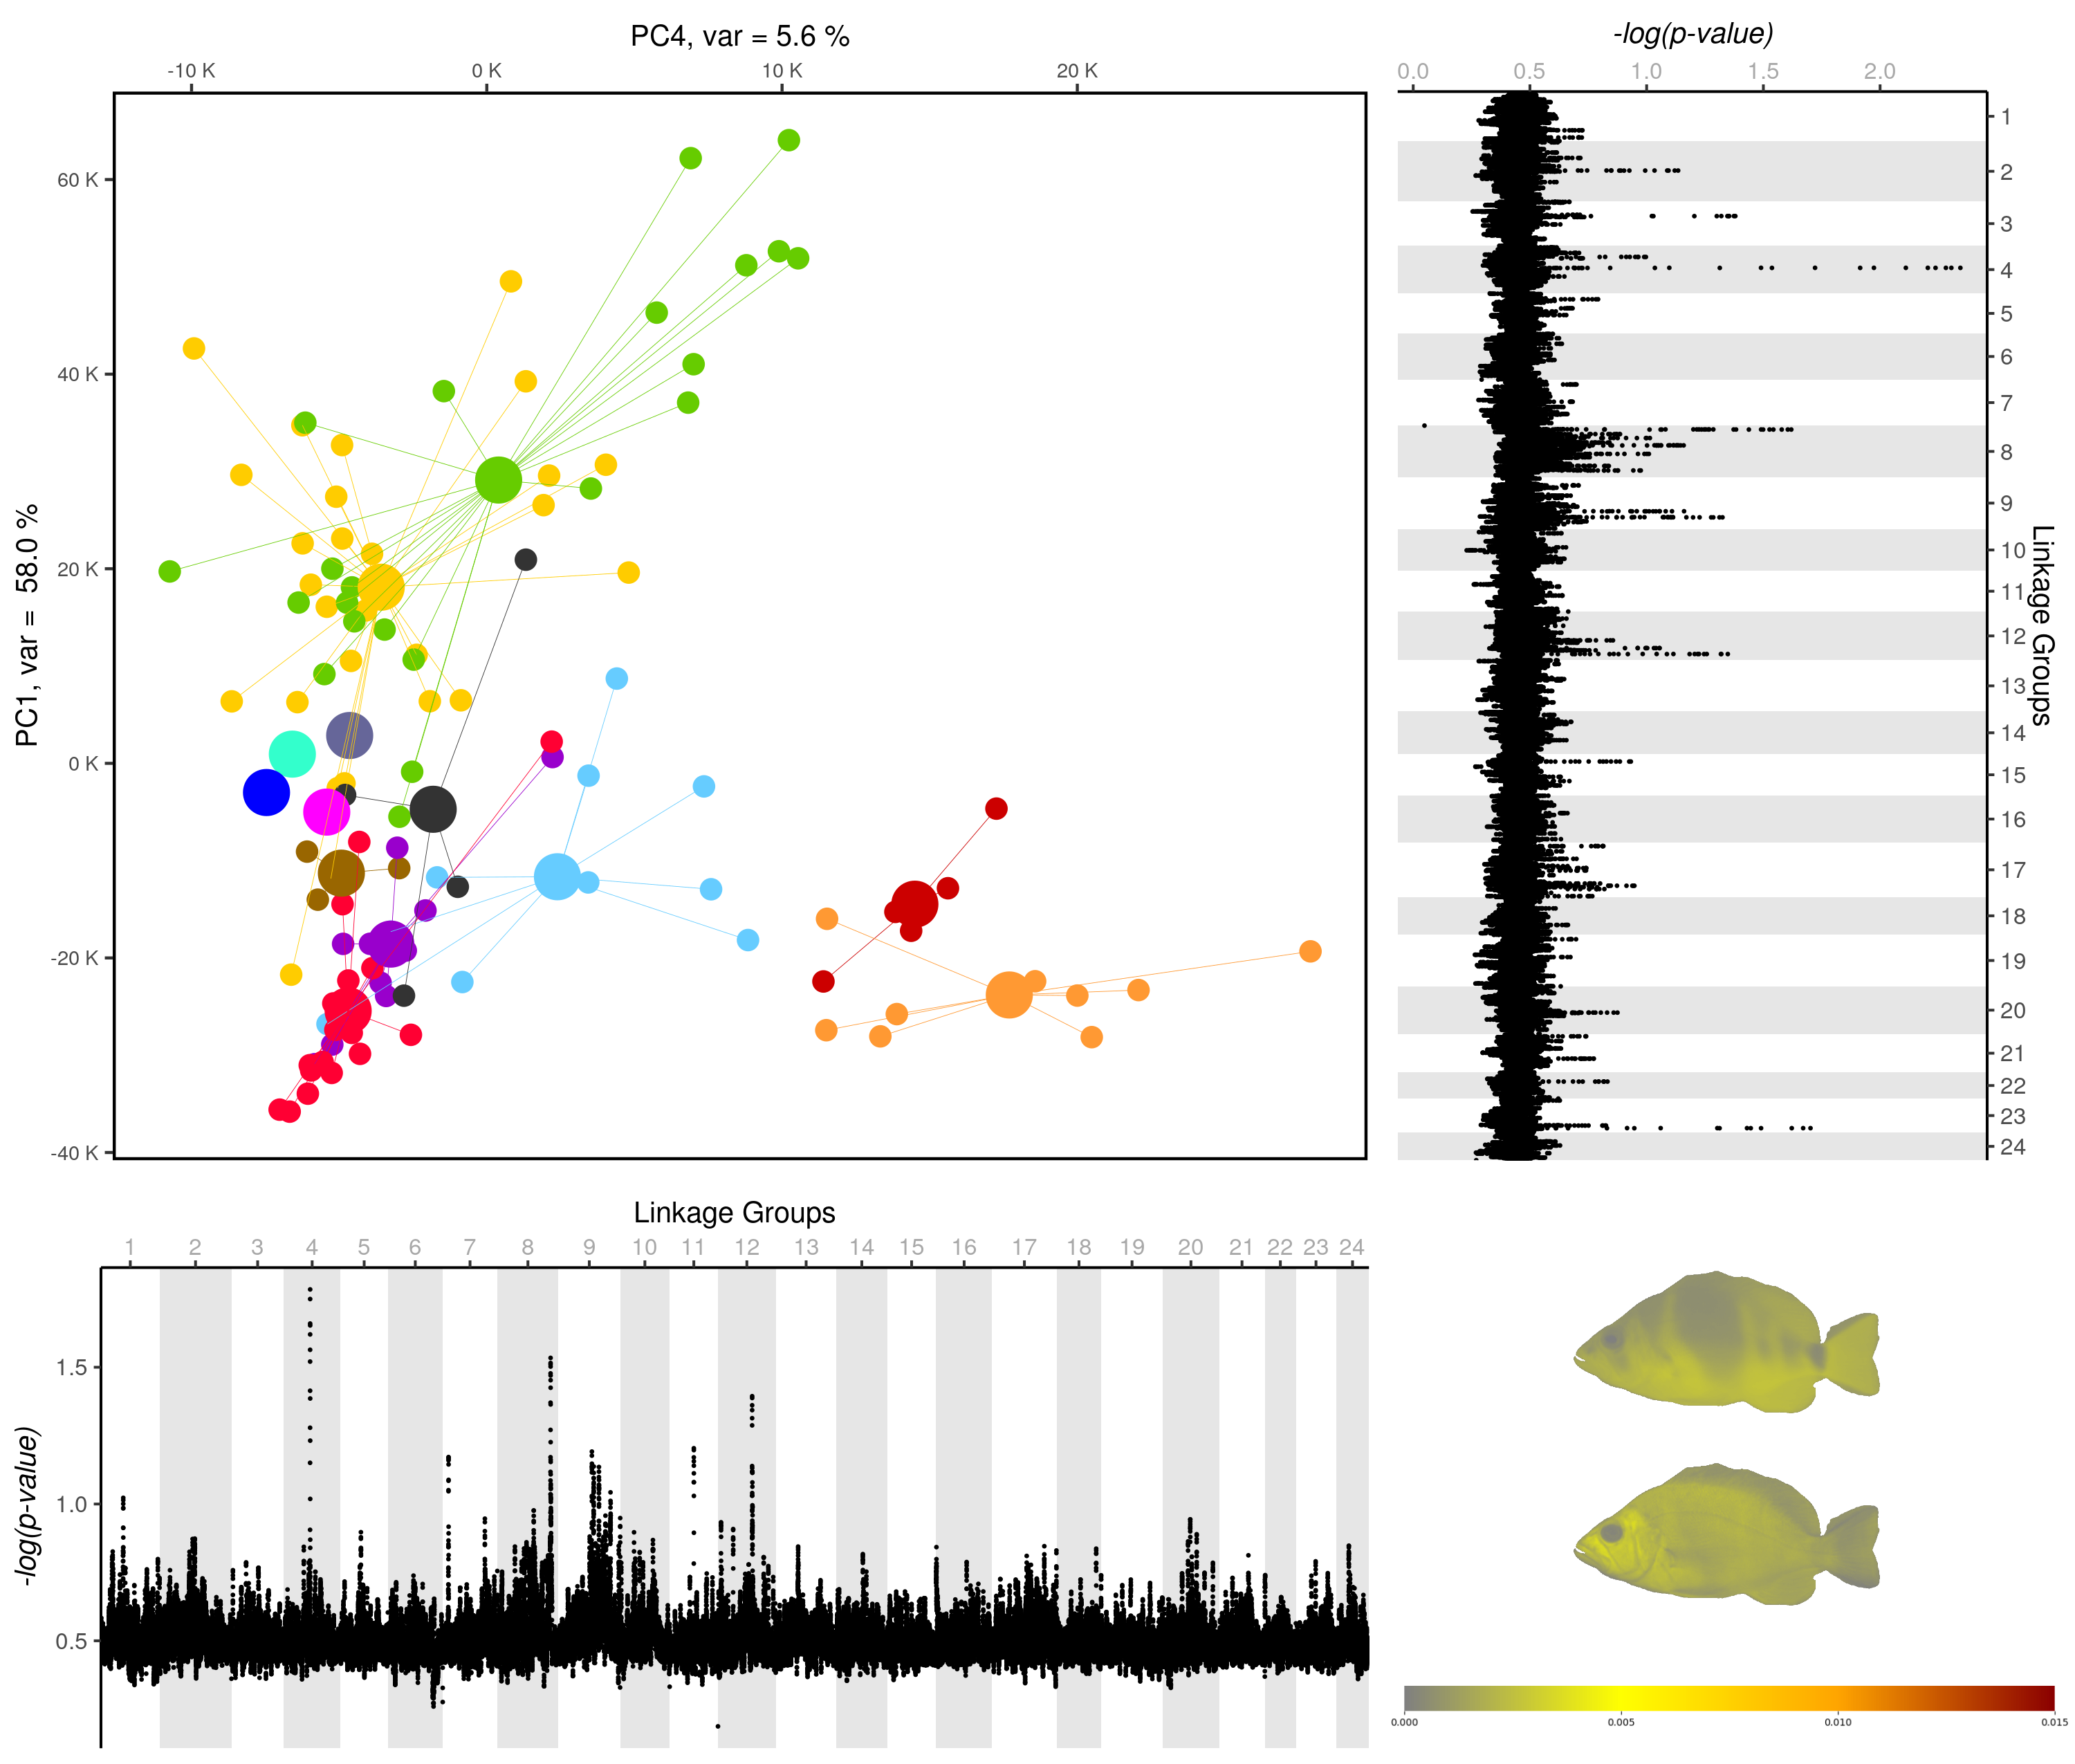 PC4, var = 5.6 %
-10 K 0 K 10 K 20 K
PC1, var = 58.0 %
60 K
40 K
20 K
0 K
-20 K
-40 K
-log(p-value)
0.0 0.5 1.0 1.5 2.0
1
2
3
4
5
6
7
8
9
10
11
12
13
14
15
16
17
18
19
20
21
22
23
24
Linkage Groups
Linkage Groups
1 2 3 4 5 6 7 8 9 10 11 12 13 14 15 16 17 18 19 20 21 22 23 24
-log(p-value)
1.5
1.0
0.5
0.000 0.005 0.010 0.015